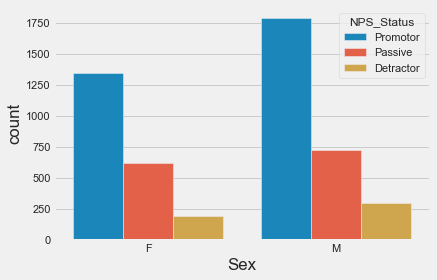 NPS_Status
Promotor
Passive
Detractor
1750
1500
1250
1000
750
500
250
0
count
F
M
Sex